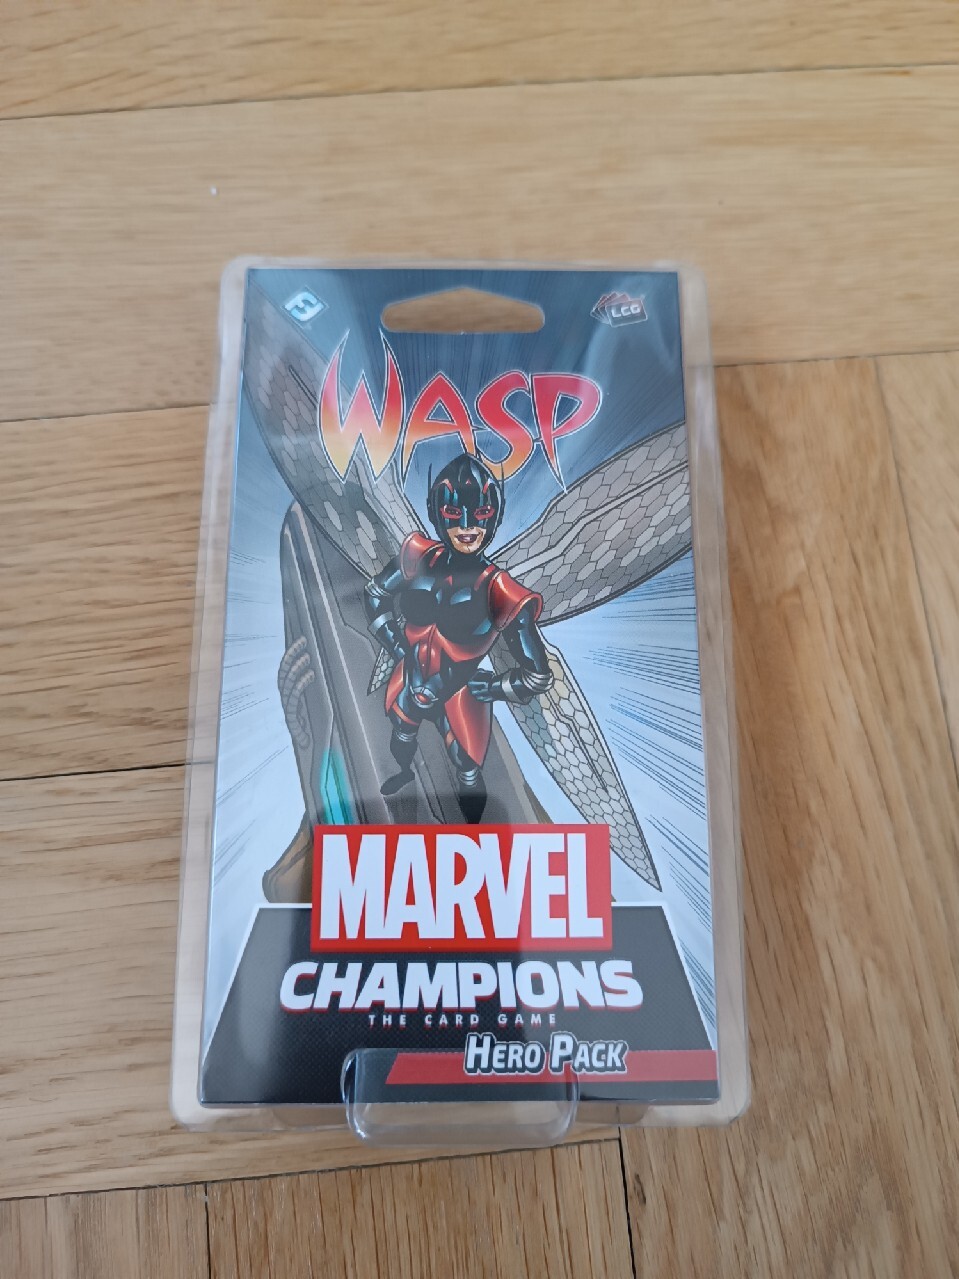 LCG
WASP
MARVEL
CHAMPIONS
THE CARD GAME
HERO PACK